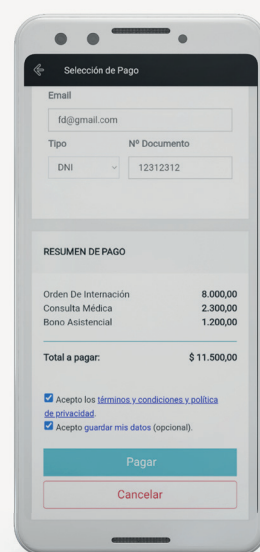 Selección de Pago
Email
fd@gmail.com
Tipo Nº Documento
DNI 12312312
RESUMEN DE PAGO
Orden De Internación 8.000,00
Consulta Médica 2.300,00
Bono Asistencial 1.200,00
Total a pagar: $ 11.500,00
Acepto los términos y condiciones y política
de privacidad.
Acepto guardar mis datos (opcional).
Pagar
Cancelar